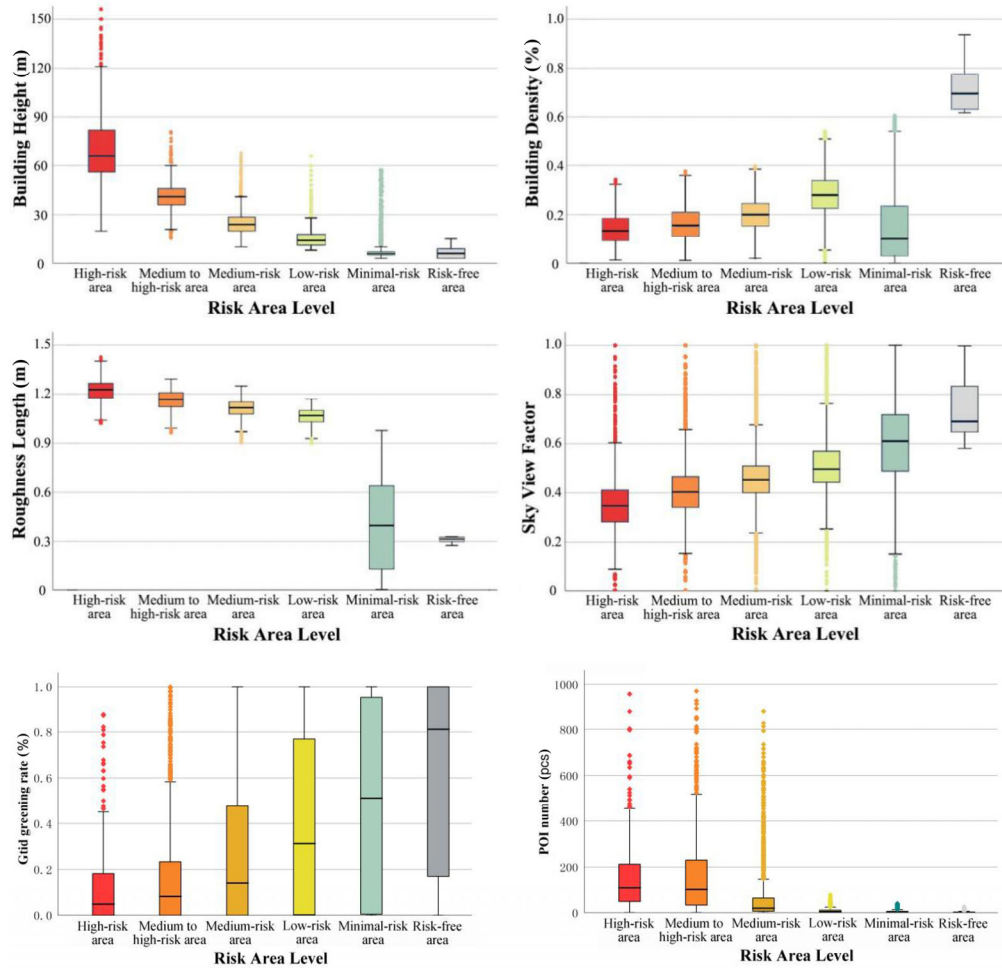 Building Height (m)
150
120
90
60
30
0
High-risk area
Medium to high-risk area
Medium-risk area
Low-risk area
Minimal-risk area
Risk-free area
Risk Area Level
Building Density (%)
1.0
0.8
0.6
0.4
0.2
0
High-risk area
Medium to high-risk area
Medium-risk area
Low-risk area
Minimal-risk area
Risk-free area
Risk Area Level
Roughness Length (m)
1.5
1.2
0.9
0.6
0.3
0
High-risk area
Medium to high-risk area
Medium-risk area
Low-risk area
Minimal-risk area
Risk-free area
Risk Area Level
Sky View Factor
1.0
0.8
0.6
0.4
0.2
0
High-risk area
Medium to high-risk area
Medium-risk area
Low-risk area
Minimal-risk area
Risk-free area
Risk Area Level
Gtid greening rate (%)
1.0
0.8
0.6
0.4
0.2
0.0
High-risk area
Medium to high-risk area
Medium-risk area
Low-risk area
Minimal-risk area
Risk-free area
Risk Area Level
POI number (pcs)
1000
800
600
400
200
0
High-risk area
Medium to high-risk area
Medium-risk area
Low-risk area
Minimal-risk area
Risk-free area
Risk Area Level